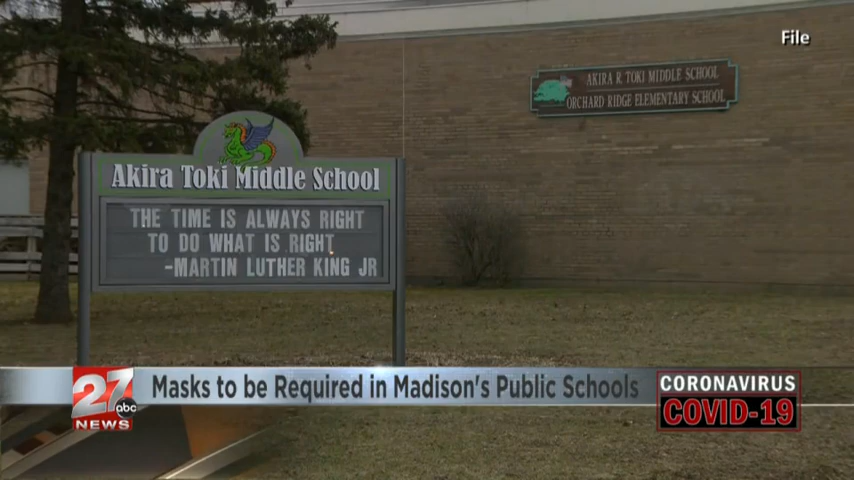 File
AKIRA R. TOKI MIDDLE SCHOOL
ORCHARD RIDGE ELEMENTARY SCHOOL
Akira Toki Middle School
THE TIME IS ALWAYS RIGHT
TO DO WHAT IS RIGHT
-MARTIN LUTHER KING JR
27
abc
NEWS
Masks to be Required in Madison's Public Schools
CORONAVIRUS
COVID-19